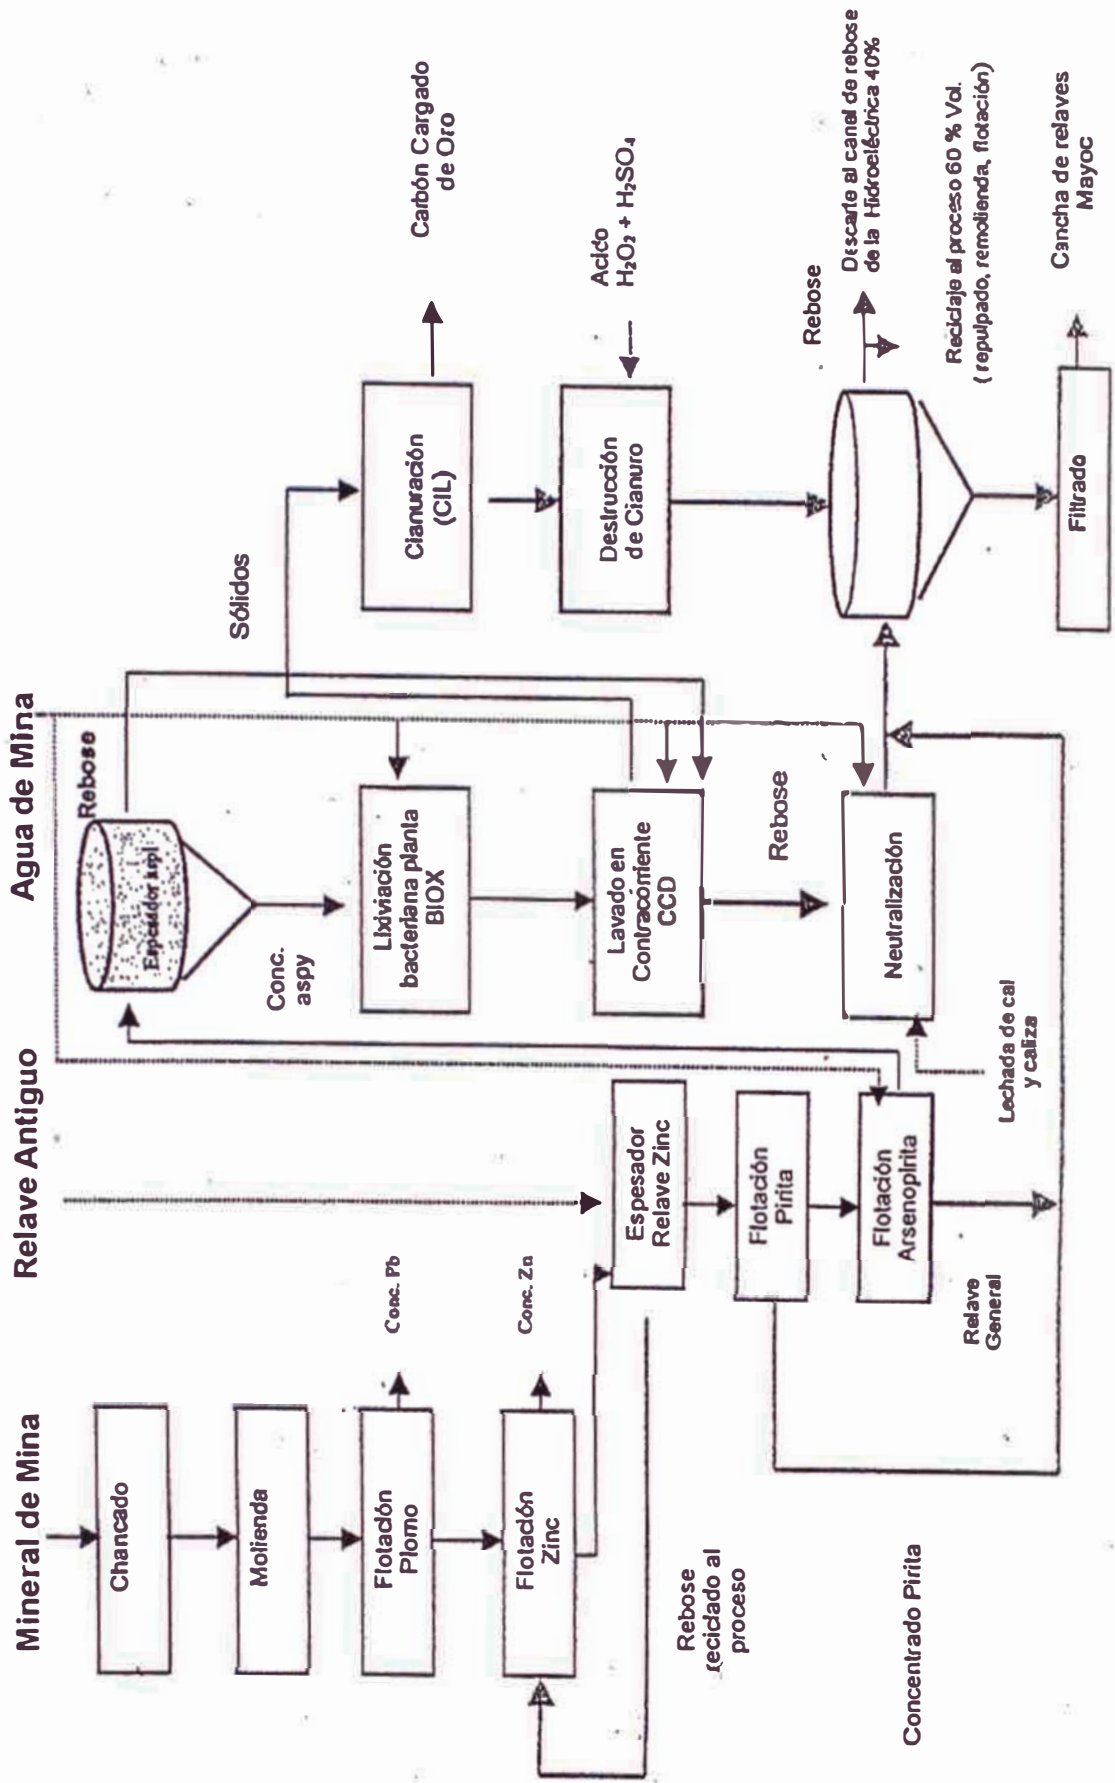 Mineral de Mina
Relave Antiguo
Agua de Mina
Chancado
Molienda
Flotación
Plomo
Conc. Pb
Flotación
Zinc
Conc. Zn
Rebose
reciclado al
proceso
Espesador
Relave Zinc
Flotación
Pirita
Concentrado Pirita
Flotación
Arsenopirita
Relave
General
Rebose
Espesador
Conc.
aspy
Lixiviación
bacteriana planta
BIOX
Lavado en
Contracorriente
CCD
Rebose
Neutralización
Lechada de cal
y caliza
Sólidos
Cianuración
(CIL)
Carbón Cargado
de Oro
Destrucción
de Cianuro
Acido
H₂O₂ + H₂SO₄
Rebose
Descarte al canal de rebose
de la Hidroeléctrica 40%
Reciclaje al proceso 60 % Vol.
( repulpado, remolienda, flotación)
Filtrado
Cancha de relaves
Mayoc